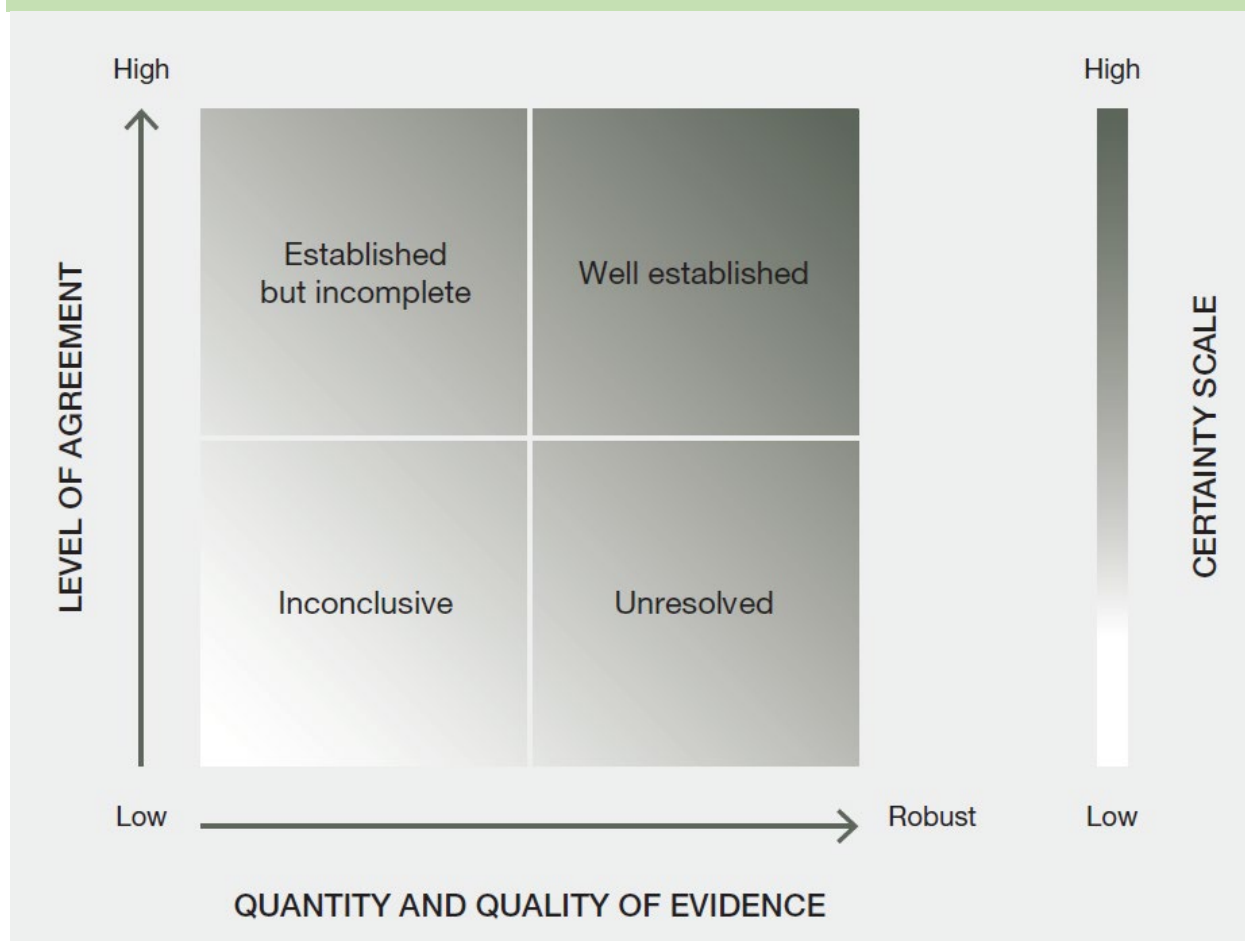 High
High
Established
but incomplete
Well established
LEVEL OF AGREEMENT
CERTAINTY SCALE
Inconclusive
Unresolved
Low
Robust
Low
QUANTITY AND QUALITY OF EVIDENCE